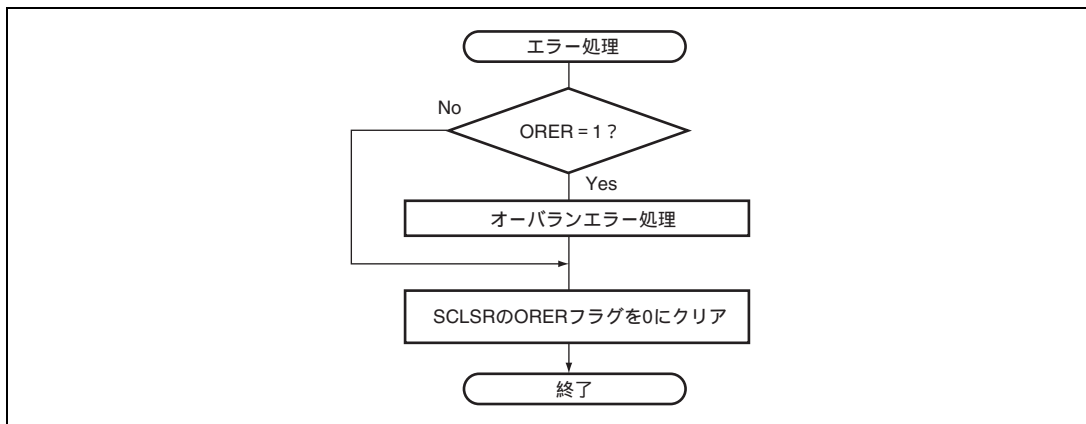 エラー処理
No
ORER = 1？
Yes
オーバランエラー処理
SCLSRのORERフラグを0にクリア
終了